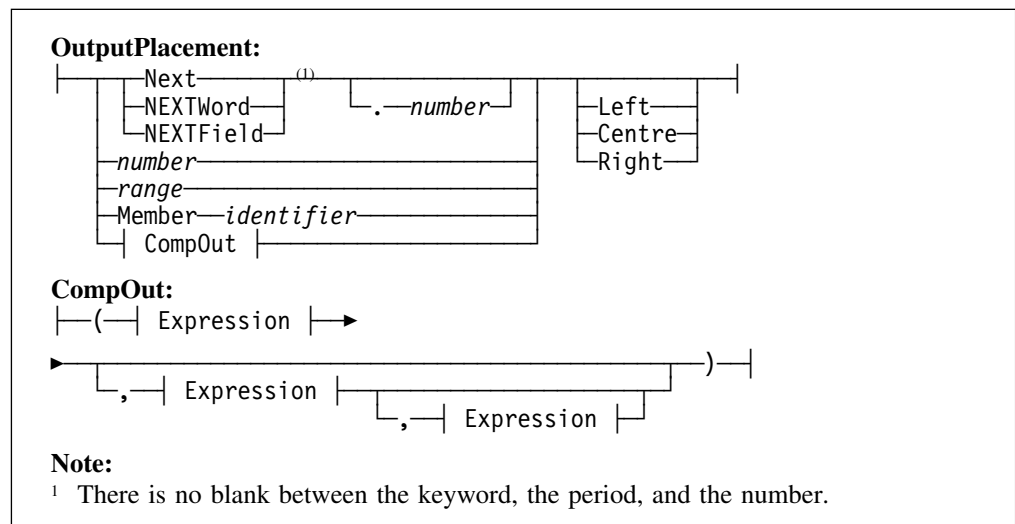 OutputPlacement:
Next (1)
. number
Left
NEXTWord
Centre
NEXTField
Right
number
range
Member identifier
CompOut
CompOut:
( Expression
)
, Expression
, Expression
Note:
1 There is no blank between the keyword, the period, and the number.